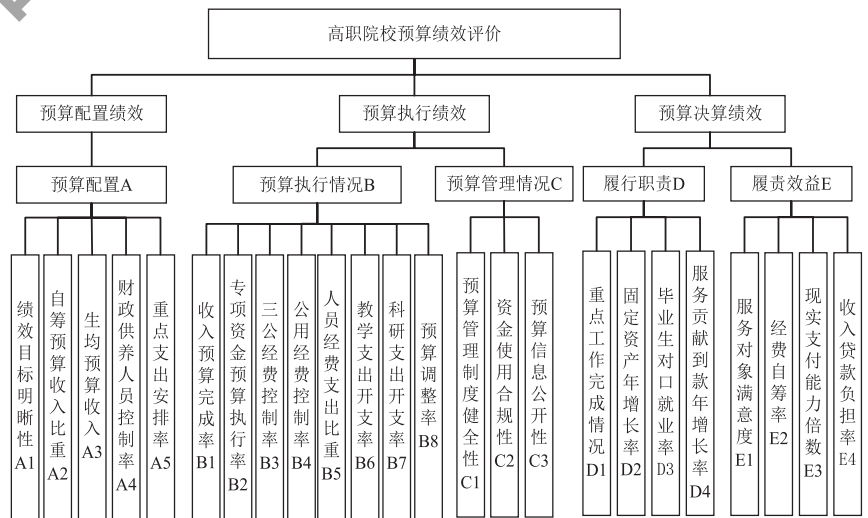 高职院校预算绩效评价
预算配置绩效
预算执行绩效
预算决算绩效
预算配置A
预算执行情况B
预算管理情况C
履行职责D
履责效益E
绩效目标明晰性A1
自筹预算收入比重A2
生均预算收入A3
财政供养人员控制率A4
重点支出安排率A5
收入预算完成率B1
专项资金预算执行率B2
三公经费控制率B3
公用经费控制率B4
人员经费支出比重B5
教学支出开支率B6
科研支出开支率B7
预算调整率B8
预算管理制度健全性C1
资金使用合规性C2
预算信息公开性C3
重点工作完成情况D1
固定资产年增长率D2
毕业生对口就业率D3
服务贡献到款年增长率D4
服务对象满意度E1
经费自筹率E2
现实支付能力倍数E3
收入贷款负担率E4